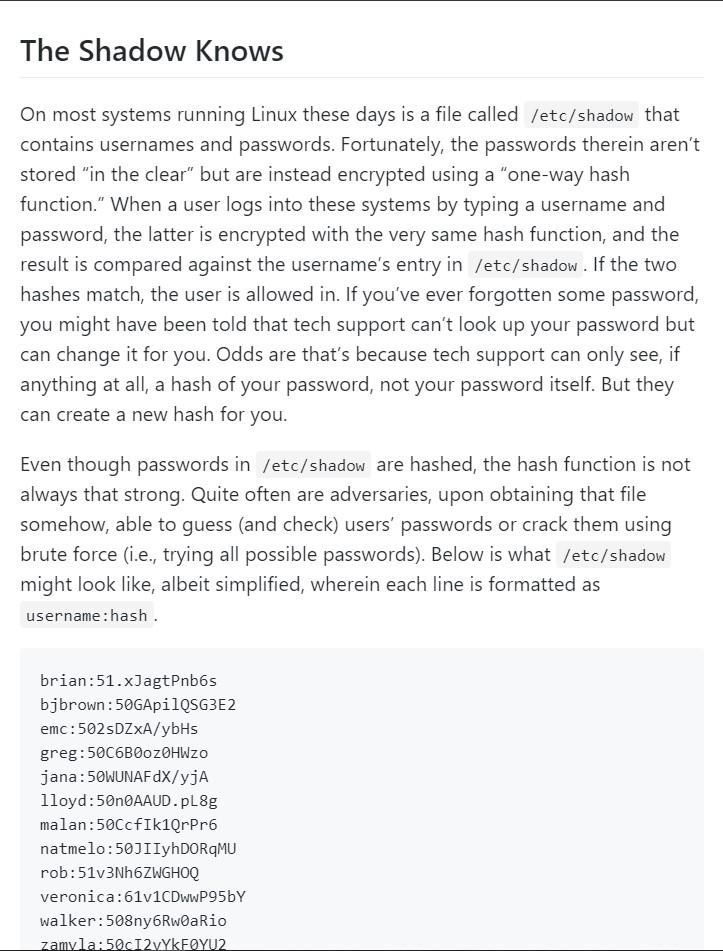 The Shadow Knows
On most systems running Linux these days is a file called /etc/shadow that
contains usernames and passwords. Fortunately, the passwords therein aren’t
stored “in the clear” but are instead encrypted using a “one-way hash
function.” When a user logs into these systems by typing a username and
password, the latter is encrypted with the very same hash function, and the
result is compared against the username’s entry in /etc/shadow. If the two
hashes match, the user is allowed in. If you’ve ever forgotten some password,
you might have been told that tech support can’t look up your password but
can change it for you. Odds are that’s because tech support can only see, if
anything at all, a hash of your password, not your password itself. But they
can create a new hash for you.
Even though passwords in /etc/shadow are hashed, the hash function is not
always that strong. Quite often are adversaries, upon obtaining that file
somehow, able to guess (and check) users’ passwords or crack them using
brute force (i.e., trying all possible passwords). Below is what /etc/shadow
might look like, albeit simplified, wherein each line is formatted as
username:hash.
brian:51.xJagtPnb6s
bjbrown:50GApilQSG3E2
emc:502sDZxA/ybHs
greg:50C6B0oz0HWzo
jana:50WUNAFdX/yjA
lloyd:50n0AAUD.pL8g
malan:50CcfIk1QrPr6
natmelo:50JIIyhDORqMU
rob:51v3Nh6ZWGHOQ
veronica:61v1CDwwP95bY
walker:508ny6Rw0aRio
zamyla:50cI2vYkF0YU2